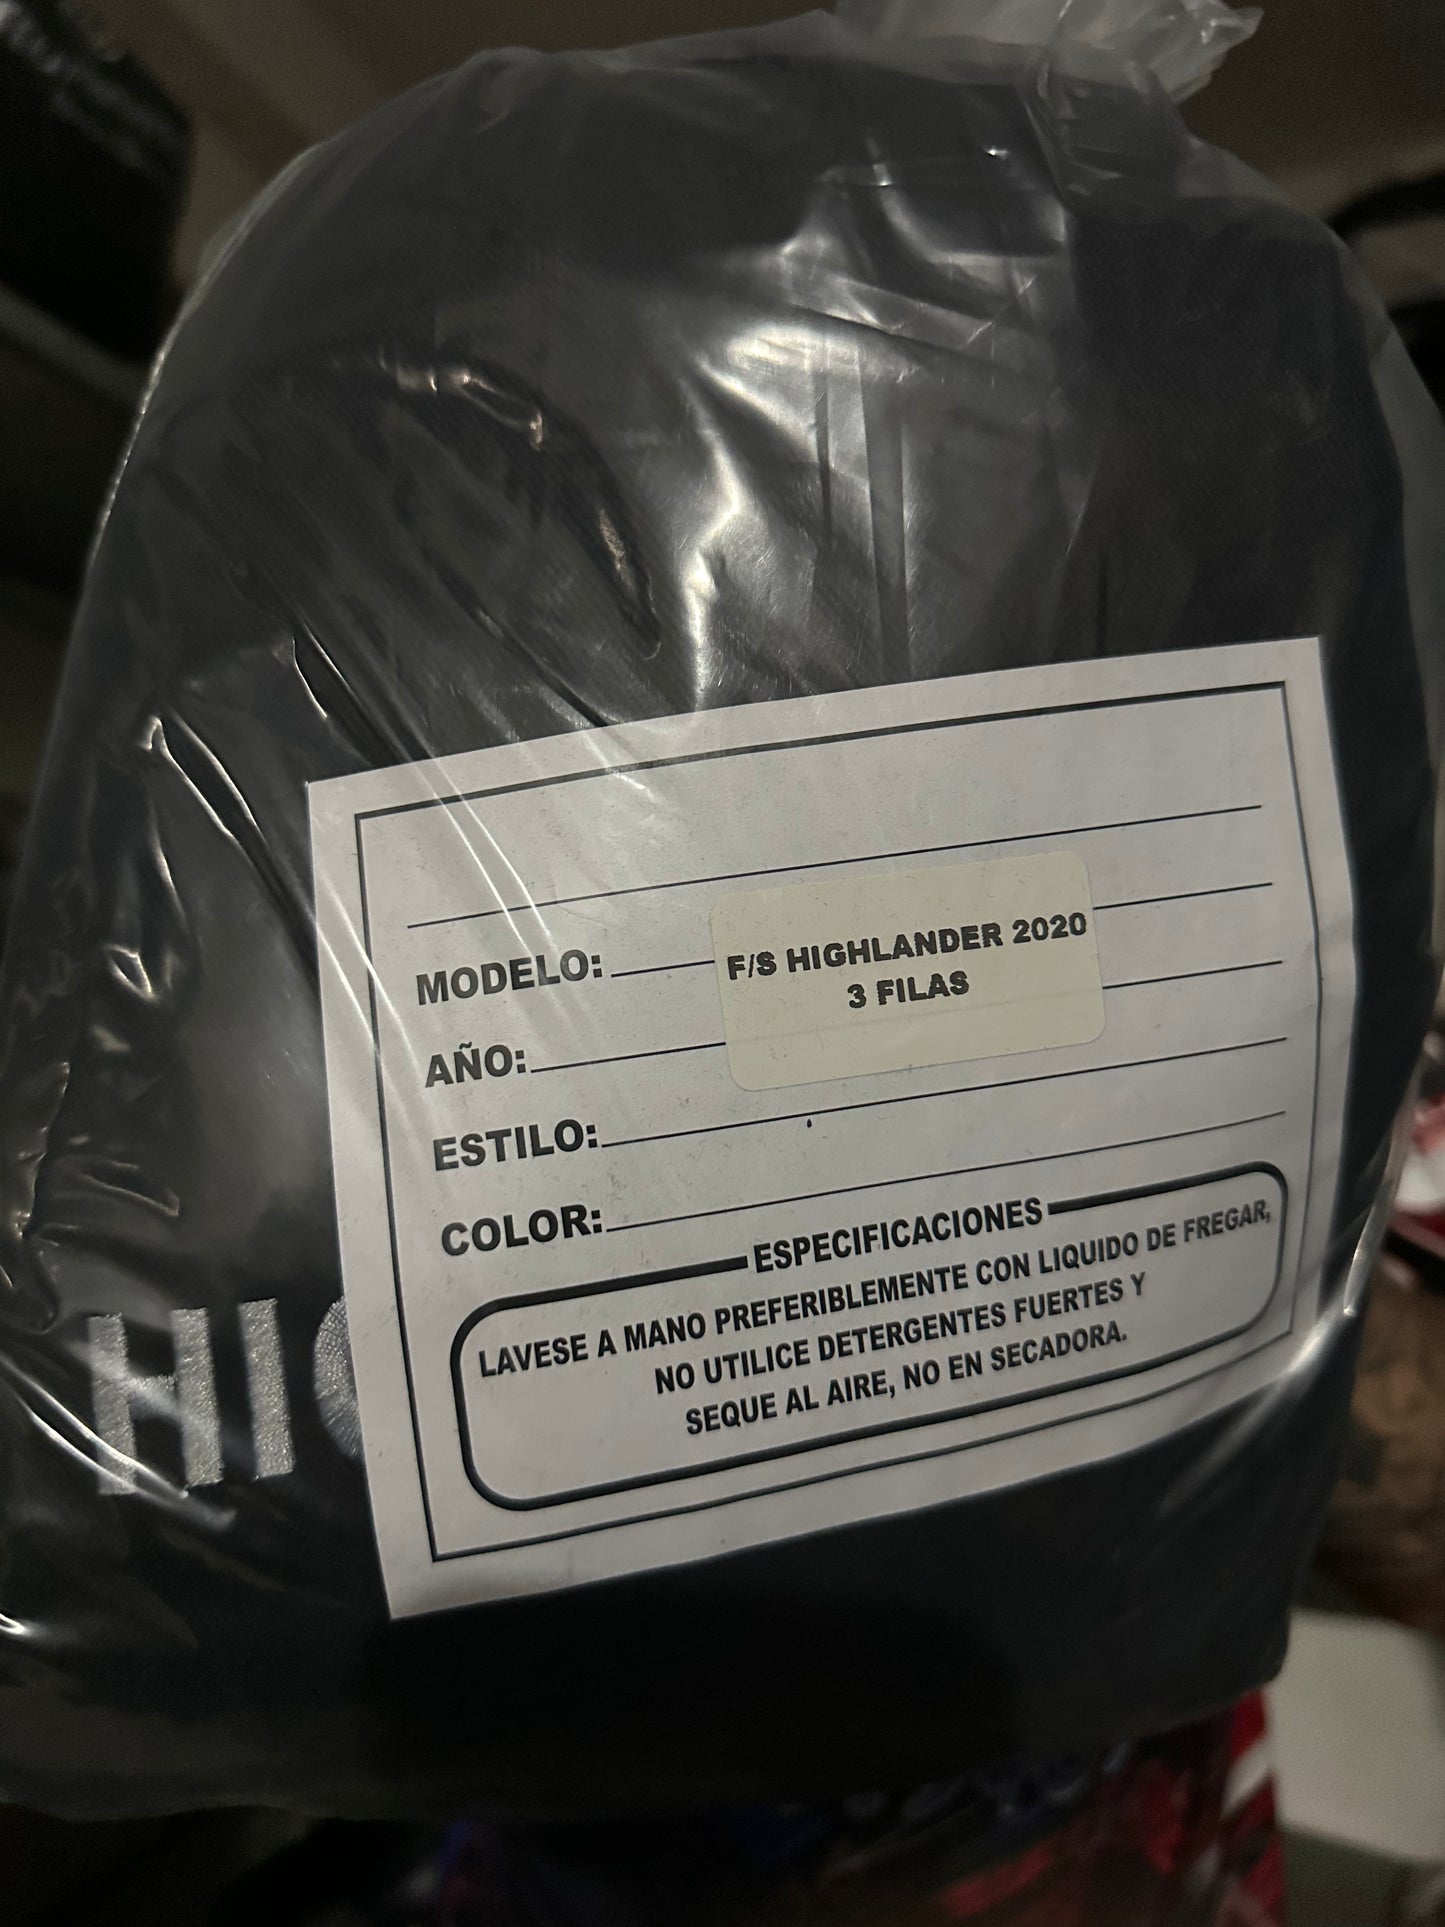 MODELO:
F/S HIGHLANDER 2020
3 FILAS
AÑO:
ESTILO:
COLOR:
ESPECIFICACIONES
LAVESE A MANO PREFERIBLEMENTE CON LIQUIDO DE FREGAR,
NO UTILICE DETERGENTES FUERTES Y
SEQUE AL AIRE, NO EN SECADORA.
HI